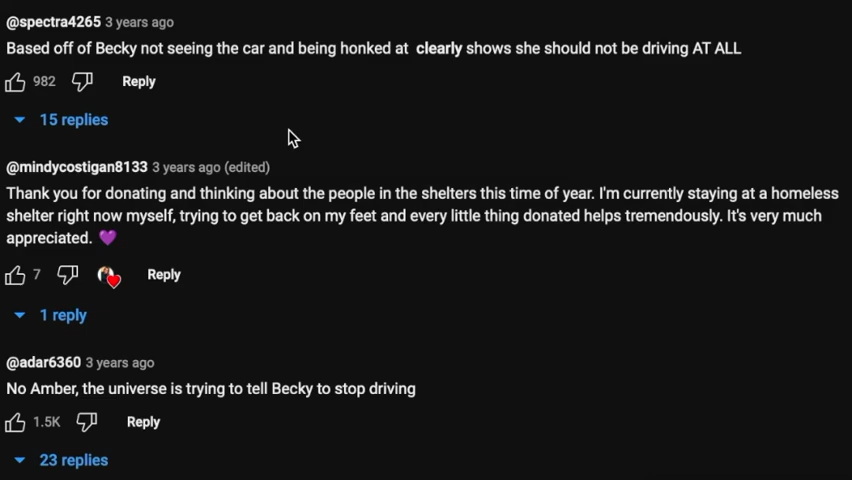 @spectra4265 3 years ago
Based off of Becky not seeing the car and being honked at clearly shows she should not be driving AT ALL
982 Reply
15 replies
@mindycostigan8133 3 years ago (edited)
Thank you for donating and thinking about the people in the shelters this time of year. I'm currently staying at a homeless
shelter right now myself, trying to get back on my feet and every little thing donated helps tremendously. It's very much
appreciated. 💜
7 Reply
1 reply
@adar6360 3 years ago
No Amber, the universe is trying to tell Becky to stop driving
1.5K Reply
23 replies